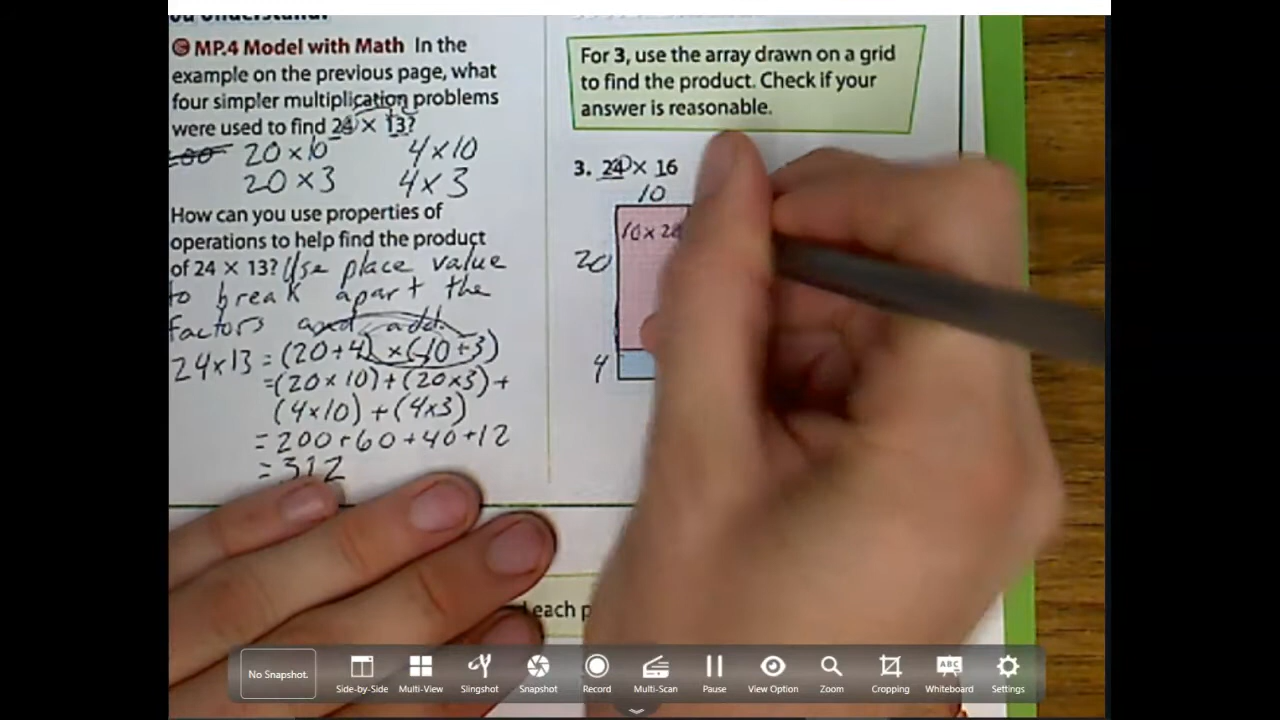 MP.4 Model with Math In the
example on the previous page, what
four simpler multiplication problems
were used to find 24 × 13?
20 × 10 4 × 10
20 × 3 4 × 3
How can you use properties of
operations to help find the product
of 24 × 13? Use place value
to break apart the
factors and add.
24 × 13 = (20 + 4) × (10 + 3)
= (20 × 10) + (20 × 3) +
(4 × 10) + (4 × 3)
= 200 + 60 + 40 + 12
= 312
For 3, use the array drawn on a grid
to find the product. Check if your
answer is reasonable.
3. 24 × 16
10
10 × 20
20
4
each
No Snapshot.
Side-by-Side
Multi-View
Slingshot
Snapshot
Record
Multi-Scan
Pause
View Option
Zoom
Cropping
ABC
Whiteboard
Settings